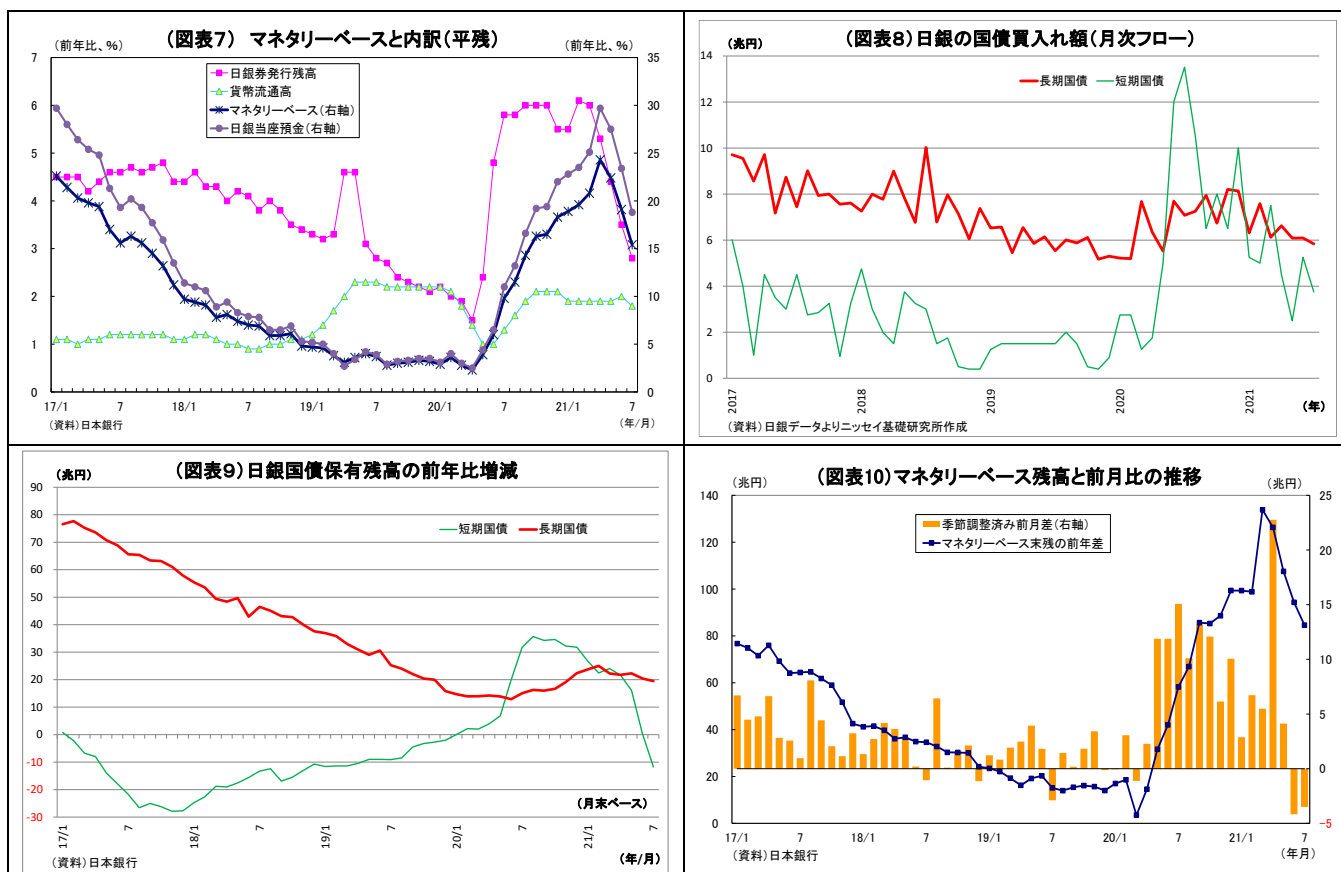 (図表7) マネタリーベースと内訳(平残)
(前年比、%)
(前年比、%)
日銀券発行残高
貨幣流通高
マネタリーベース(右軸)
日銀当座預金(右軸)
7
6
5
4
3
2
1
0
35
30
25
20
15
10
5
0
17/1 7 18/1 7 19/1 7 20/1 7 21/1 7
(資料)日本銀行
(年/月)
(図表8)日銀の国債買入れ額(月次フロー)
(兆円)
長期国債 短期国債
14
12
10
8
6
4
2
0
2017 2018 2019 2020 2021
(年)
(資料)日銀データよりニッセイ基礎研究所作成
(図表9)日銀国債保有残高の前年比増減
(兆円)
短期国債 長期国債
90
80
70
60
50
40
30
20
10
0
-10
-20
-30
(月末ベース)
17/1 7 18/1 7 19/1 7 20/1 7 21/1 7
(資料)日本銀行
(年/月)
(図表10)マネタリーベース残高と前月比の推移
(兆円)
(兆円)
季節調整済み前月差(右軸)
マネタリーベース末残の前年差
140
120
100
80
60
40
20
0
25
20
15
10
5
0
-5
17/1 7 18/1 7 19/1 7 20/1 7 21/1 7
(資料)日本銀行
(年月)